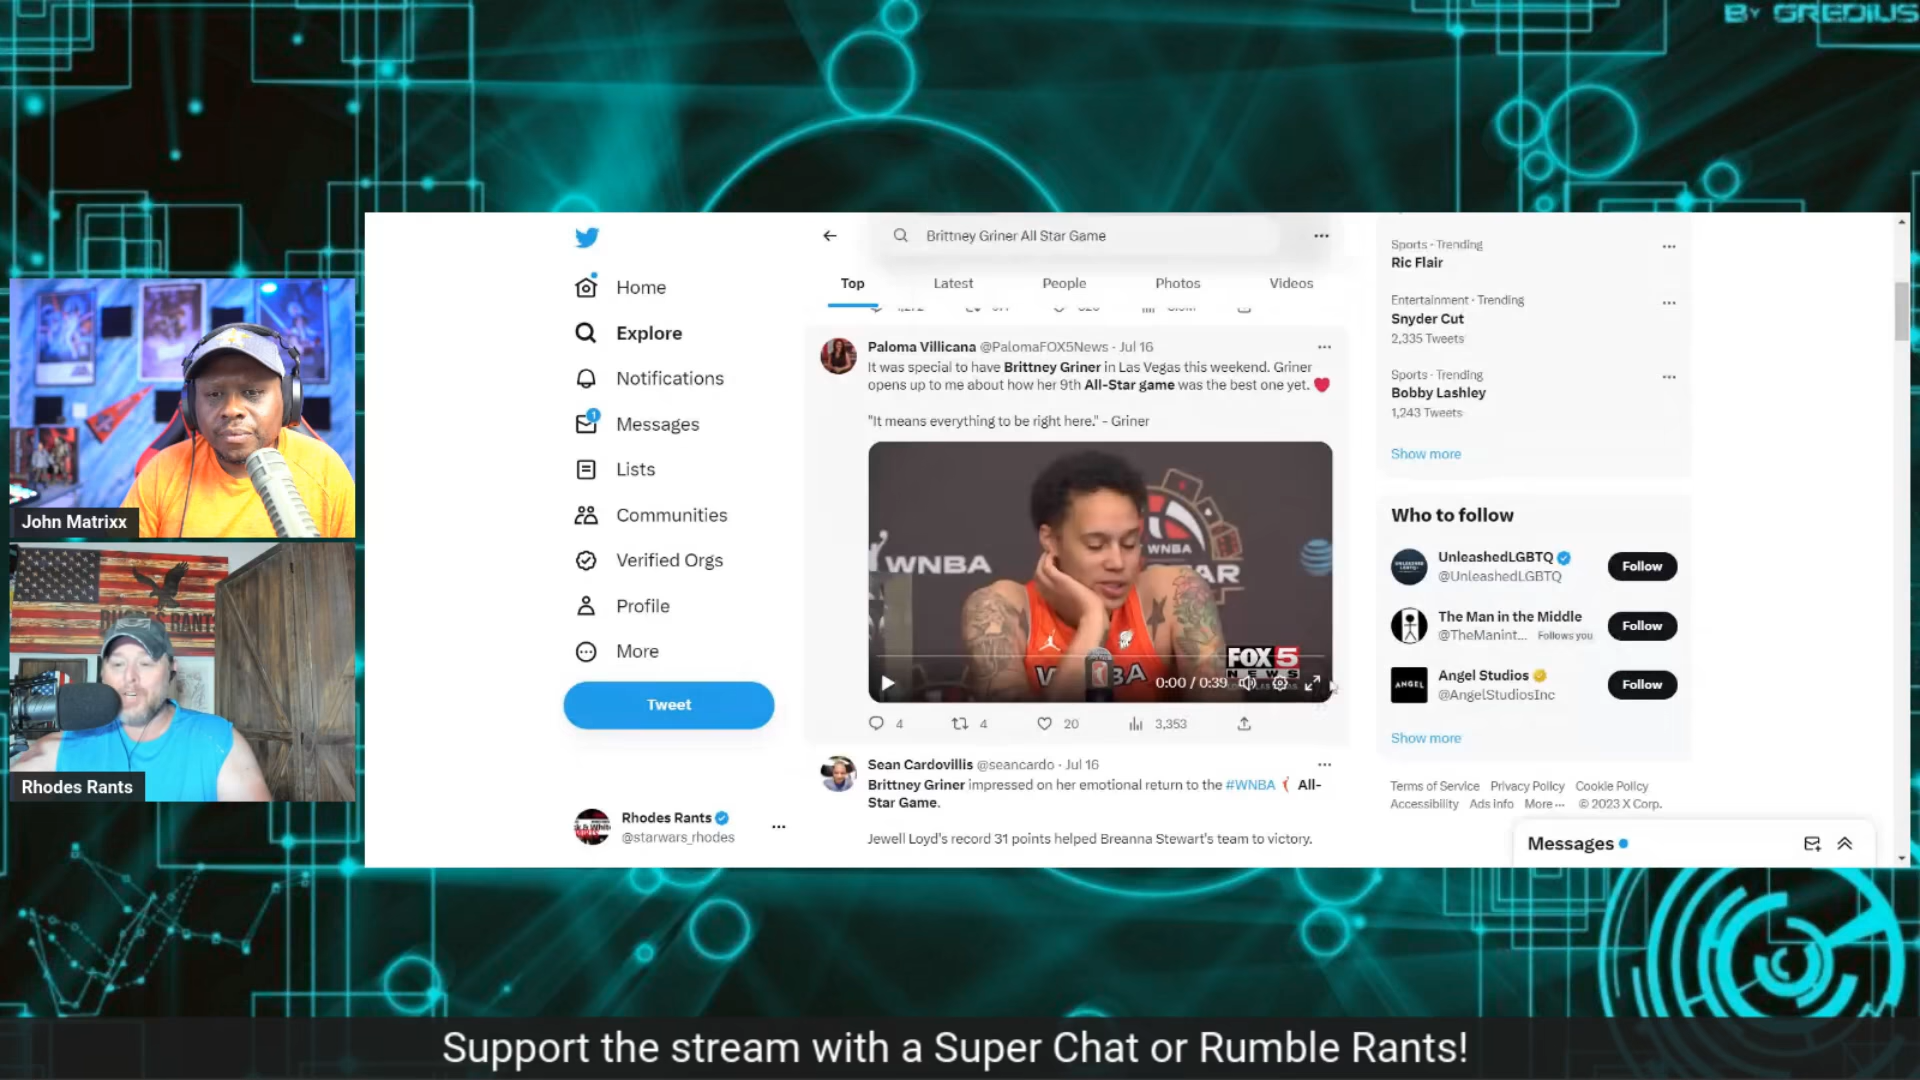 BY GREDIUS
Brittney Griner All Star Game
Top
Latest
People
Photos
Videos
Home
Explore
Notifications
1
Messages
Lists
Communities
Verified Orgs
Profile
More
Tweet
Rhodes Rants
@starwars_rhodes
Paloma Villicana @PalomaFOX5News · Jul 16
It was special to have Brittney Griner in Las Vegas this weekend. Griner
opens up to me about how her 9th All-Star game was the best one yet.
"It means everything to be right here." - Griner
WNBA
WNBA
FOX 5
NEWS
0:00 / 0:39
4
4
20
3,353
Sean Cardovillis @seancardo · Jul 16
Brittney Griner impressed on her emotional return to the #WNBA All-
Star Game.
Jewell Loyd's record 31 points helped Breanna Stewart's team to victory.
Sports · Trending
Ric Flair
Entertainment · Trending
Snyder Cut
2,335 Tweets
Sports · Trending
Bobby Lashley
1,243 Tweets
Show more
Who to follow
UnleashedLGBTQ
@UnleashedLGBTQ
Follow
The Man in the Middle
@TheManint... Follows you
Follow
ANGEL
Angel Studios
@AngelStudiosInc
Follow
Show more
Terms of Service Privacy Policy Cookie Policy
Accessibility Ads info More ··· © 2023 X Corp.
Messages
John Matrixx
Rhodes Rants
Support the stream with a Super Chat or Rumble Rants!